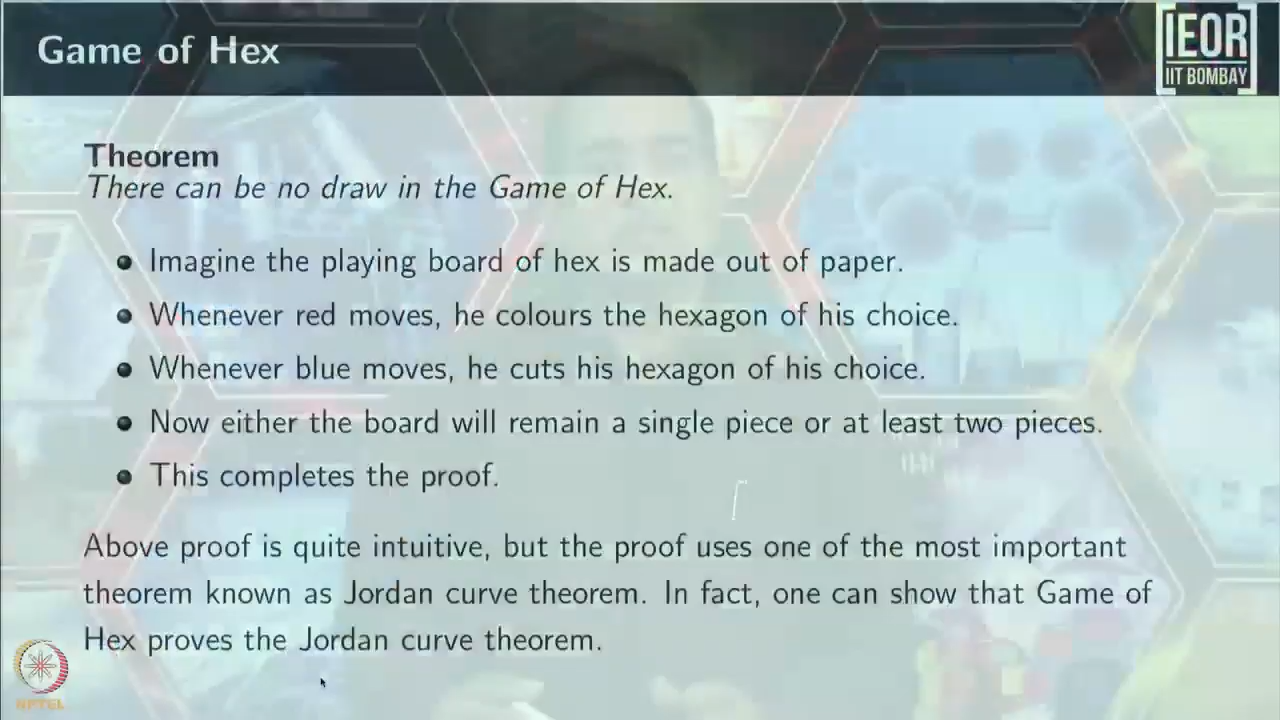 Game of Hex
IEOR
IIT BOMBAY
Theorem
There can be no draw in the Game of Hex.
Imagine the playing board of hex is made out of paper.
Whenever red moves, he colours the hexagon of his choice.
Whenever blue moves, he cuts his hexagon of his choice.
Now either the board will remain a single piece or at least two pieces.
This completes the proof.
Above proof is quite intuitive, but the proof uses one of the most important
theorem known as Jordan curve theorem. In fact, one can show that Game of
Hex proves the Jordan curve theorem.
NPTEL